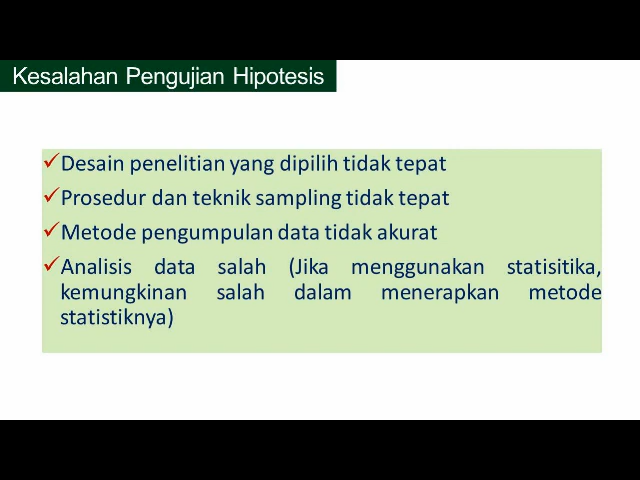 Kesalahan Pengujian Hipotesis
✓Desain penelitian yang dipilih tidak tepat
✓Prosedur dan teknik sampling tidak tepat
✓Metode pengumpulan data tidak akurat
✓Analisis data salah (Jika menggunakan statisitika,
kemungkinan salah dalam menerapkan metode
statistiknya)